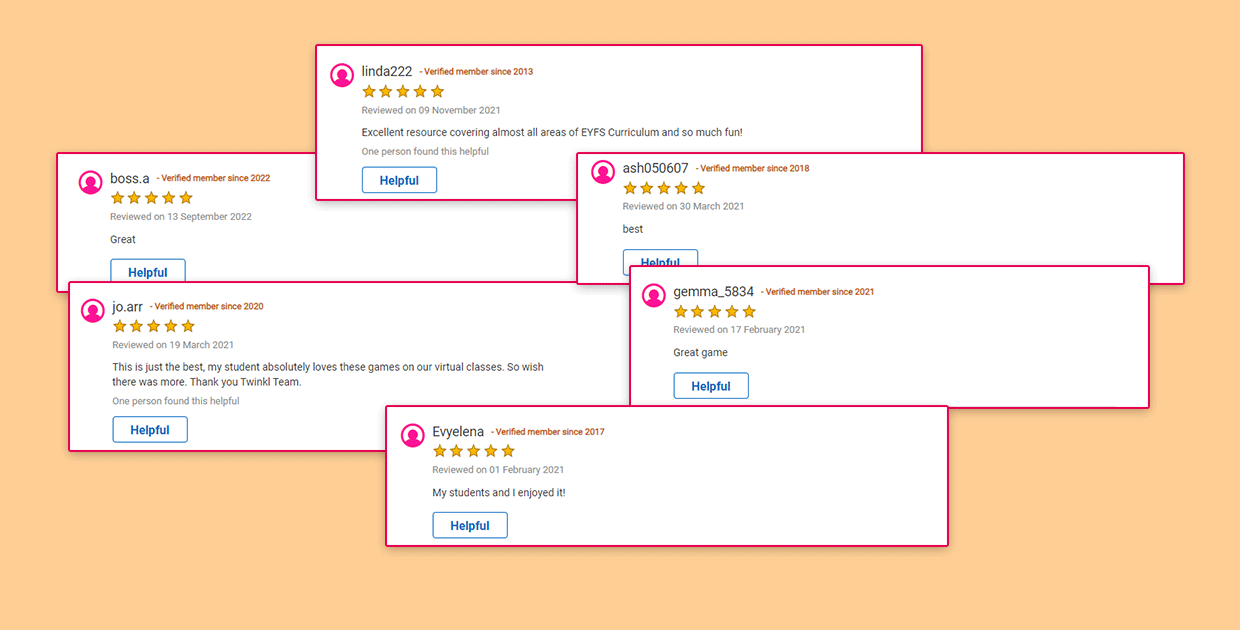 linda222 - Verified member since 2013
Reviewed on 09 November 2021
Excellent resource covering almost all areas of EYFS Curriculum and so much fun!
One person found this helpful
Helpful
boss.a - Verified member since 2022
Reviewed on 13 September 2022
Great
Helpful
ash050607 - Verified member since 2018
Reviewed on 30 March 2021
best
Helpful
jo.arr - Verified member since 2020
Reviewed on 19 March 2021
This is just the best, my student absolutely loves these games on our virtual classes. So wish
there was more. Thank you Twinkl Team.
One person found this helpful
Helpful
gemma_5834 - Verified member since 2021
Reviewed on 17 February 2021
Great game
Helpful
Evyelena - Verified member since 2017
Reviewed on 01 February 2021
My students and I enjoyed it!
Helpful